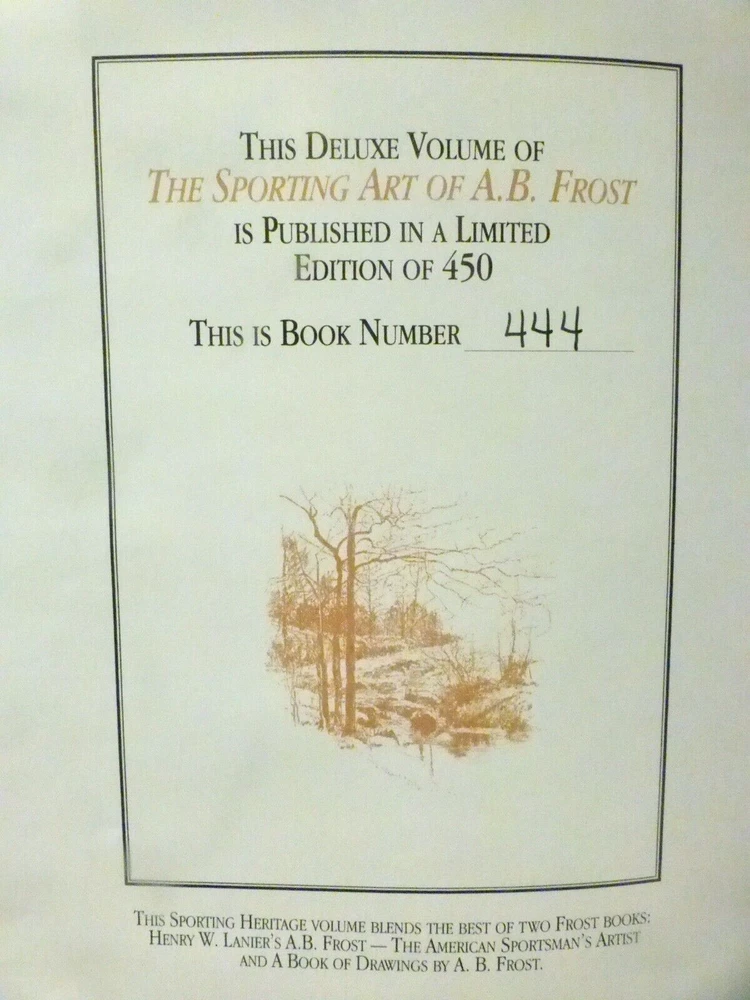 This Deluxe Volume of
The Sporting Art of A.B. Frost
is Published in a Limited
Edition of 450
This is Book Number 444
This Sporting Heritage volume blends the best of two Frost books:
Henry W. Lanier's A.B. Frost — The American Sportsman's Artist
and A Book of Drawings by A. B. Frost.